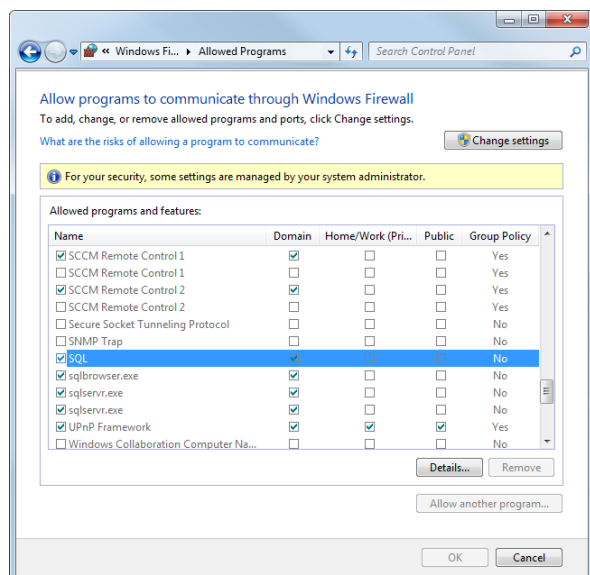 « Windows Fi... ▸ Allowed Programs
Search Control Panel
Allow programs to communicate through Windows Firewall
To add, change, or remove allowed programs and ports, click Change settings.
What are the risks of allowing a program to communicate?
Change settings
For your security, some settings are managed by your system administrator.
Allowed programs and features:
Name Domain Home/Work (Pri... Public Group Policy
SCCM Remote Control 1 Yes
SCCM Remote Control 1 Yes
SCCM Remote Control 2 Yes
SCCM Remote Control 2 Yes
Secure Socket Tunneling Protocol No
SNMP Trap No
SQL No
sqlbrowser.exe No
sqlservr.exe No
sqlservr.exe No
UPnP Framework Yes
Windows Collaboration Computer Na... No
Details... Remove
Allow another program...
OK Cancel